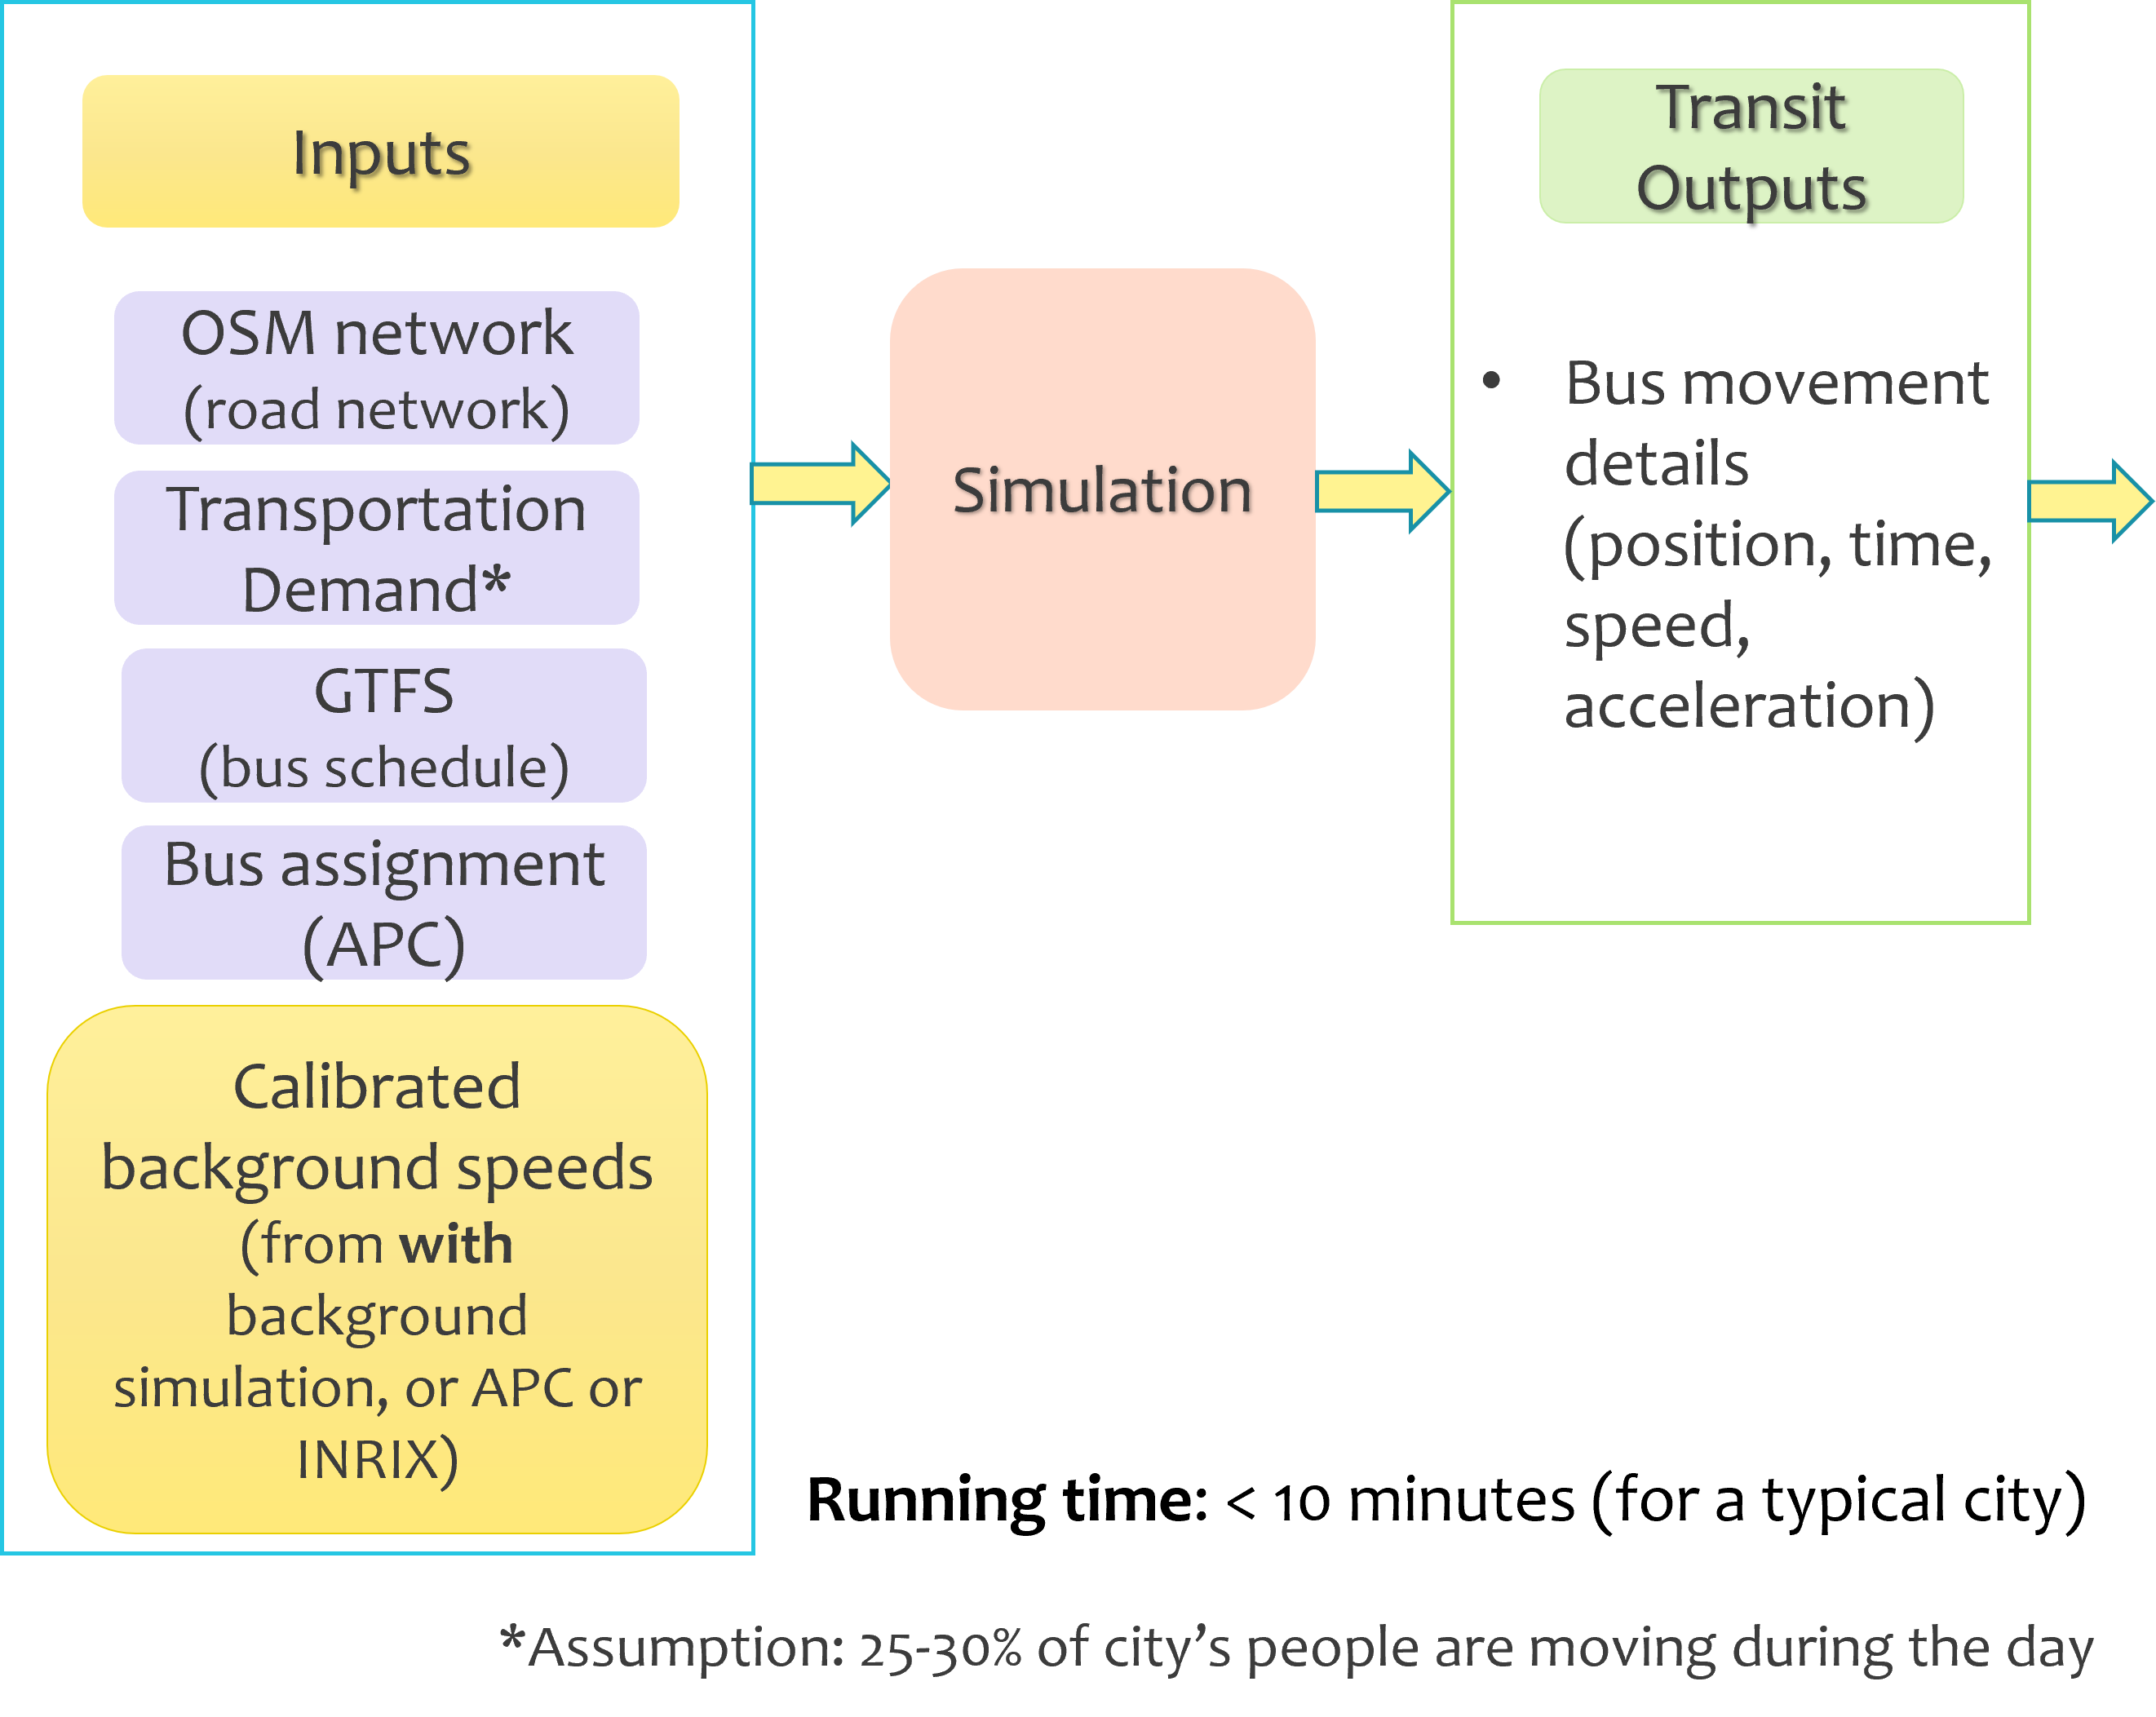 Inputs
OSM network
(road network)
Transportation
Demand*
GTFS
(bus schedule)
Bus assignment
(APC)
Calibrated
background speeds
(from with
background
simulation, or APC or
INRIX)
Simulation
Transit
Outputs
• Bus movement
details
(position, time,
speed,
acceleration)
Running time: < 10 minutes (for a typical city)
*Assumption: 25-30% of city’s people are moving during the day